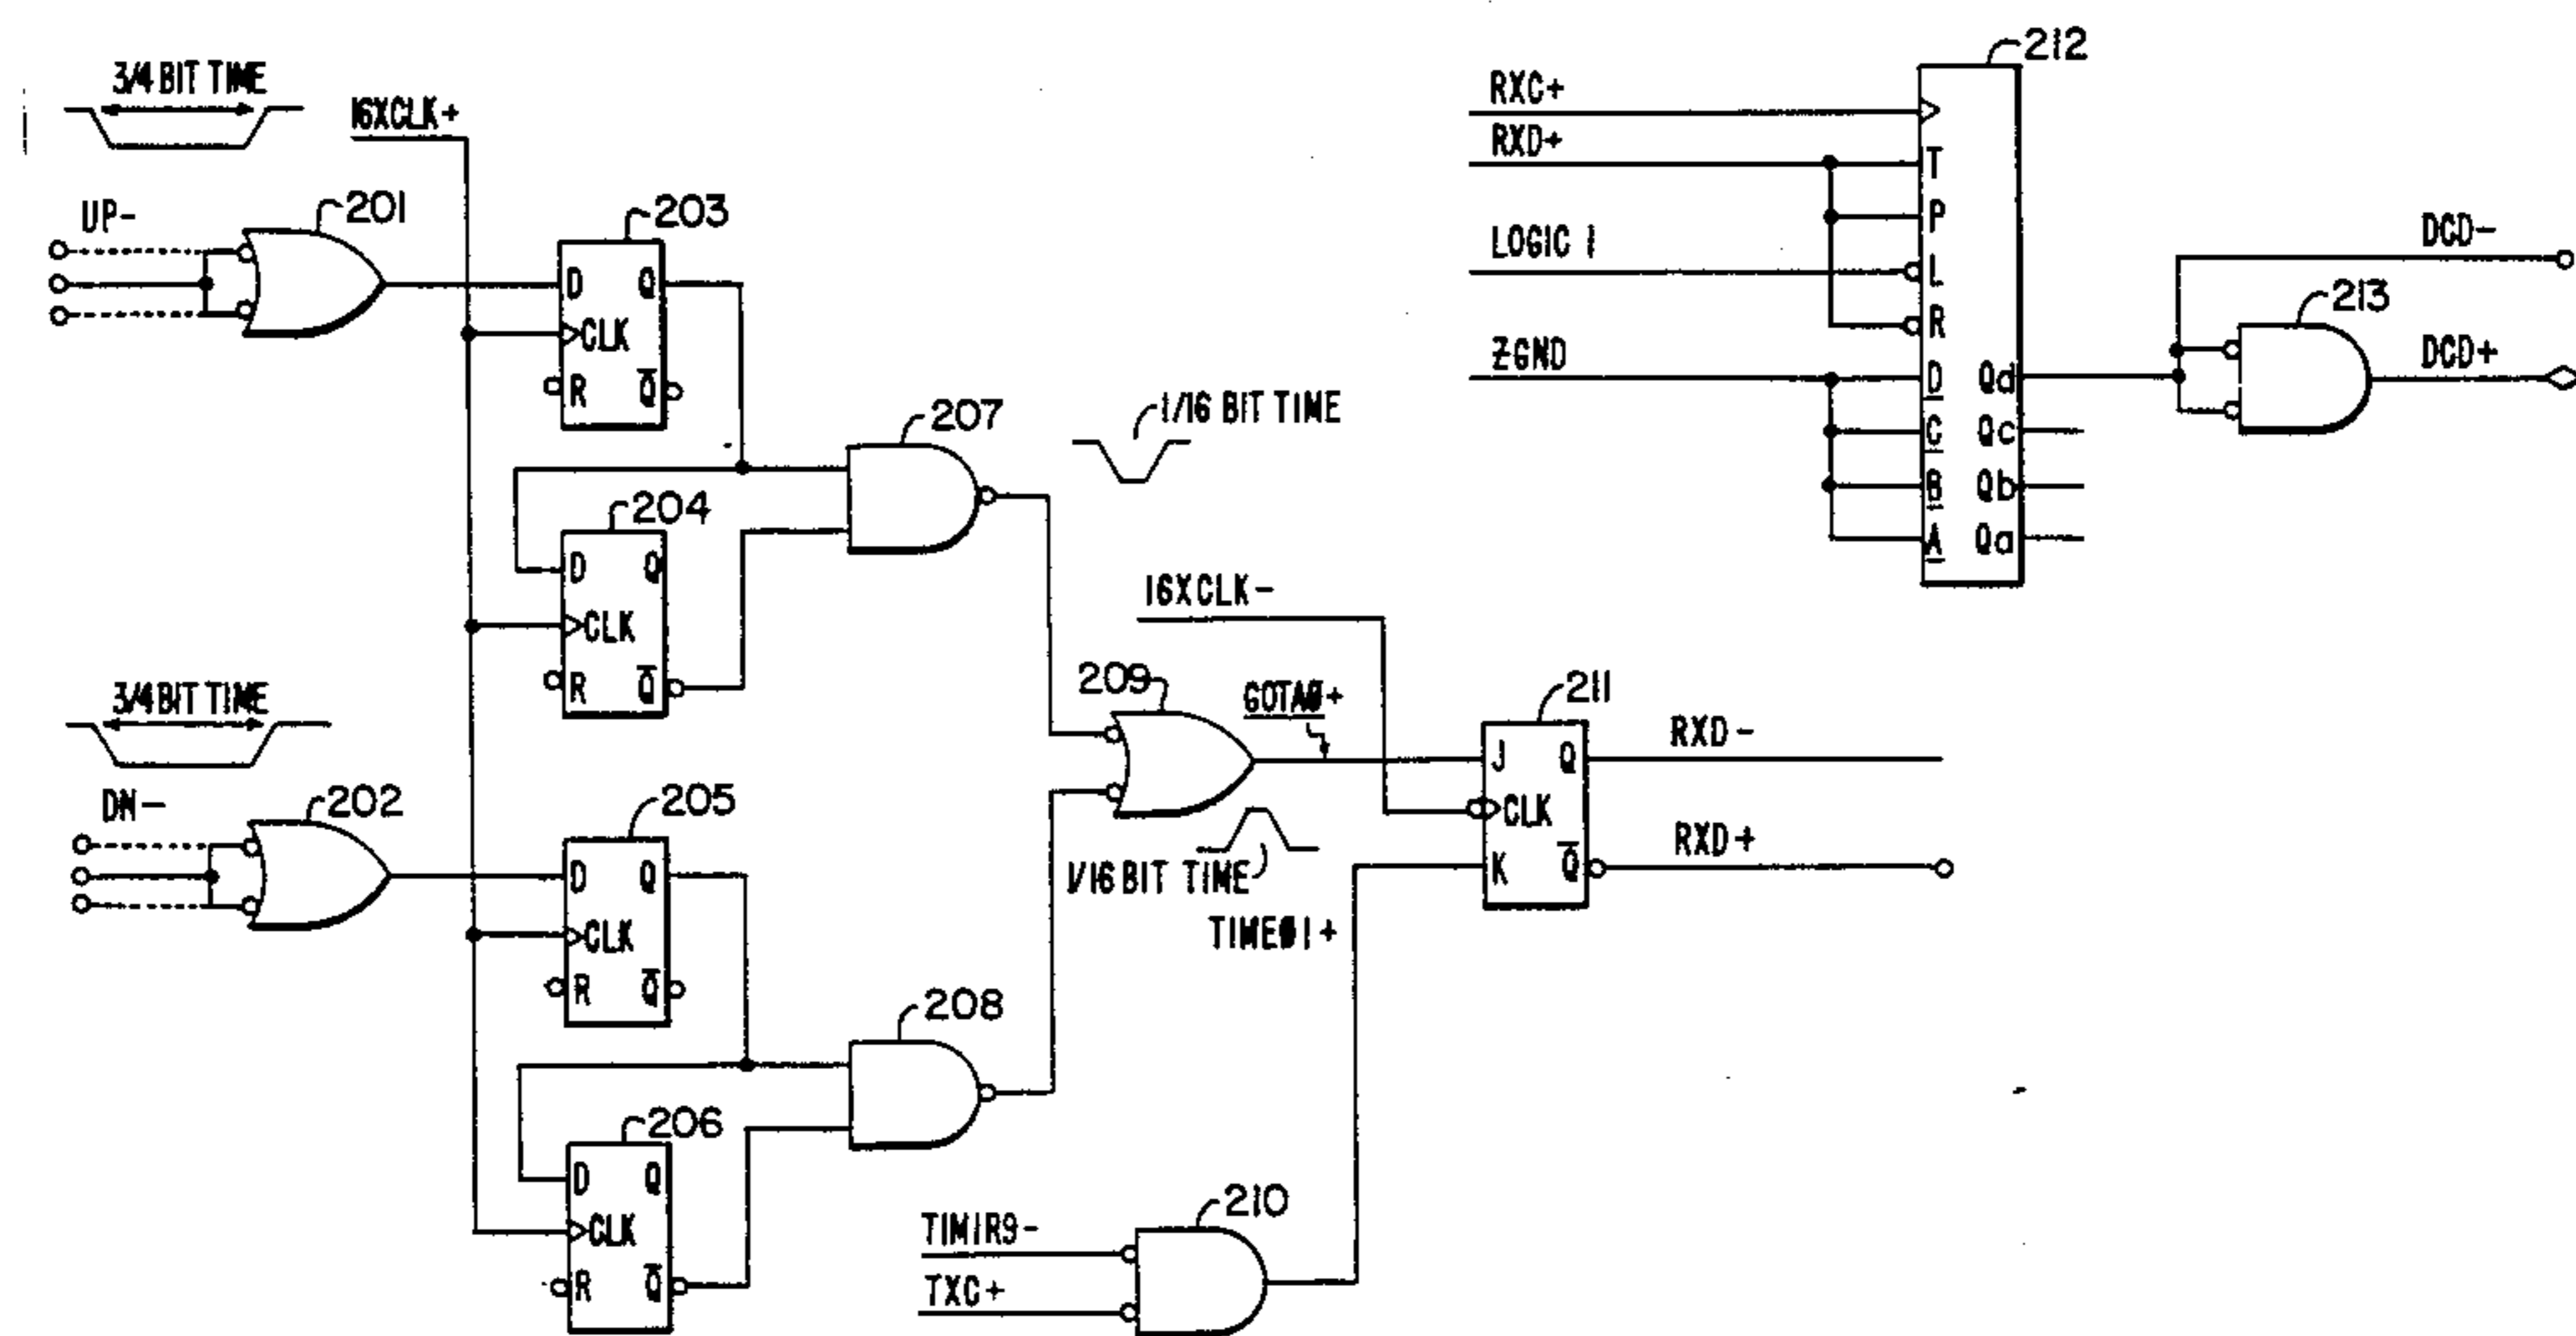 3/4 BIT TIME
16XCLK+
UP-
201
203
D Q
CLK
R Q̅
204
D Q
CLK
R Q̅
207
1/16 BIT TIME
3/4 BIT TIME
DN-
202
205
D Q
CLK
R Q̅
206
D Q
CLK
R Q̅
208
209
GOTAØ+
1/16 BIT TIME
16XCLK-
211
J Q
CLK
K Q̅
RXD-
RXD+
TIMEØ1+
210
TIMIR9-
TXC+
212
RXC+
RXD+
T
P
LOGIC 1
L
R
ZGND
D Qd
C Qc
B Qb
A Qa
213
DCD-
DCD+